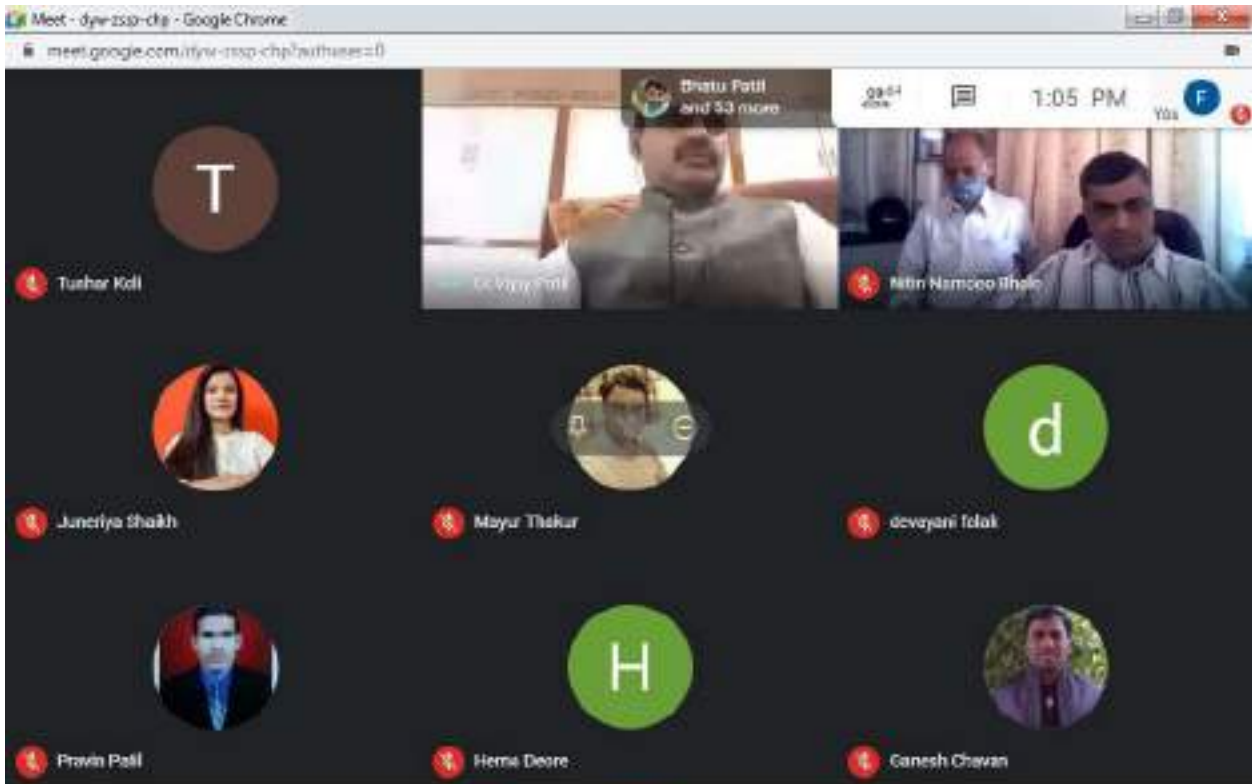 Meet - dyw-zssp-chp - Google Chrome
meet.google.com/dyw-zssp-chp?authuser=0
Bhatu Patil
and 53 more
1:05 PM
You
F
T
Tushar Koli
Patil
Nitin Namdeo
Juneriya Shaikh
Mayur Thakur
d
devayani
Pravin Patil
H
Hema Deore
Ganesh Chavan